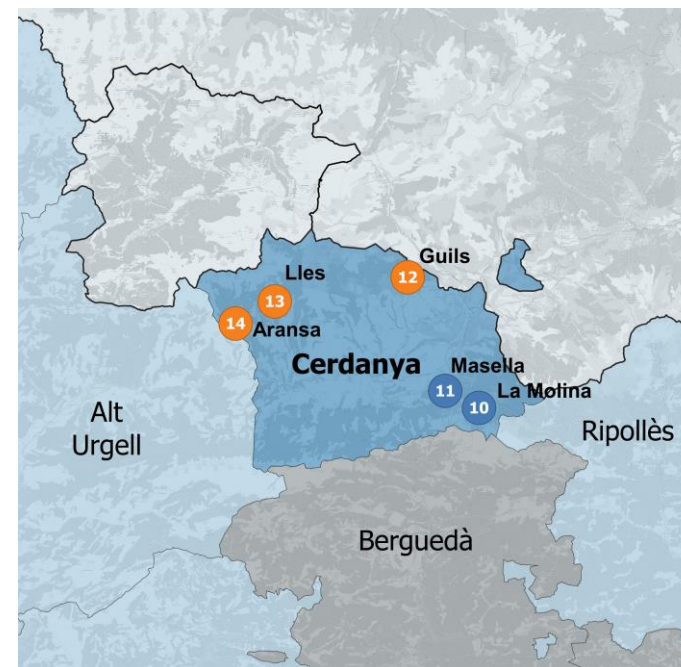 Guils
12
Lles
13
14
Aransa
Cerdanya
Masella
11
La Molina
10
Alt
Urgell
Ripollès
Berguedà